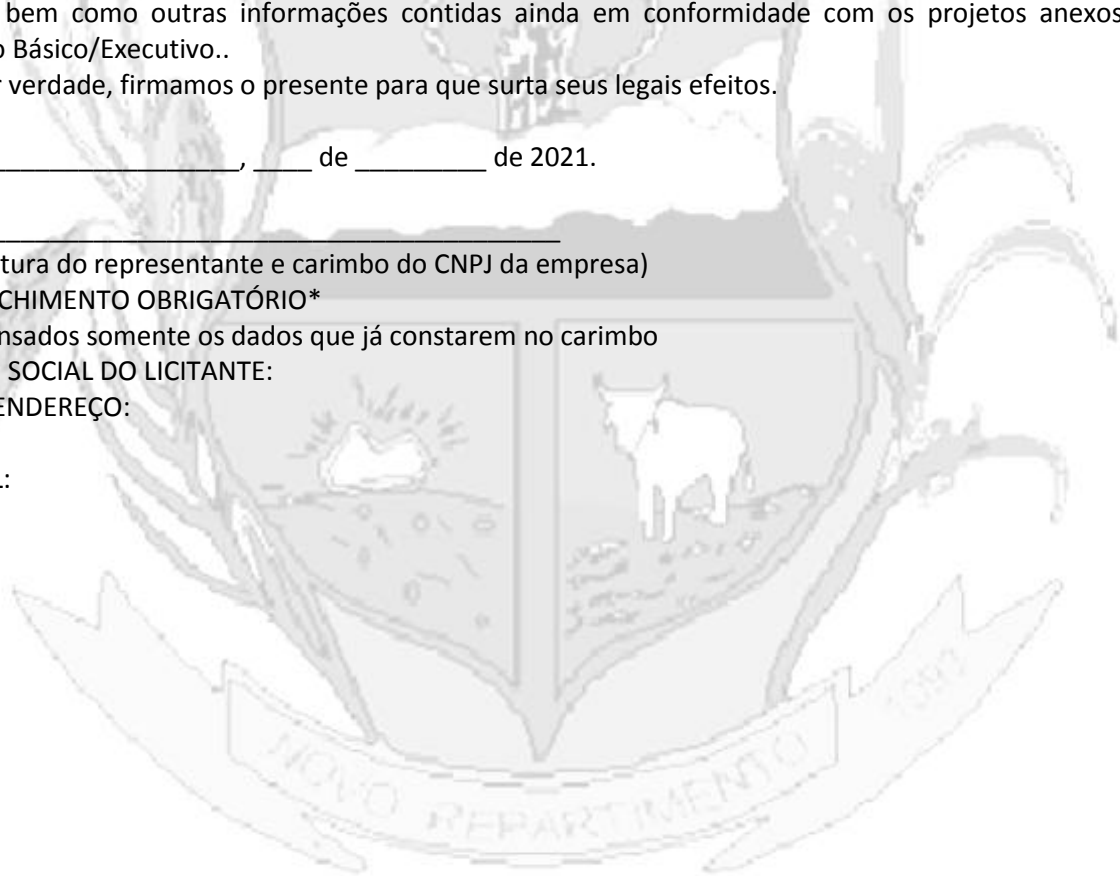 bem como outras informações contidas ainda em conformidade com os projetos anexos
o Básico/Executivo..
r verdade, firmamos o presente para que surta seus legais efeitos.
_________________, ____ de _________ de 2021.
_______________________________________
tura do representante e carimbo do CNPJ da empresa)
CHIMENTO OBRIGATÓRIO*
nsados somente os dados que já constarem no carimbo
SOCIAL DO LICITANTE:
ENDEREÇO:
:
NOVO REPARTIMENTO